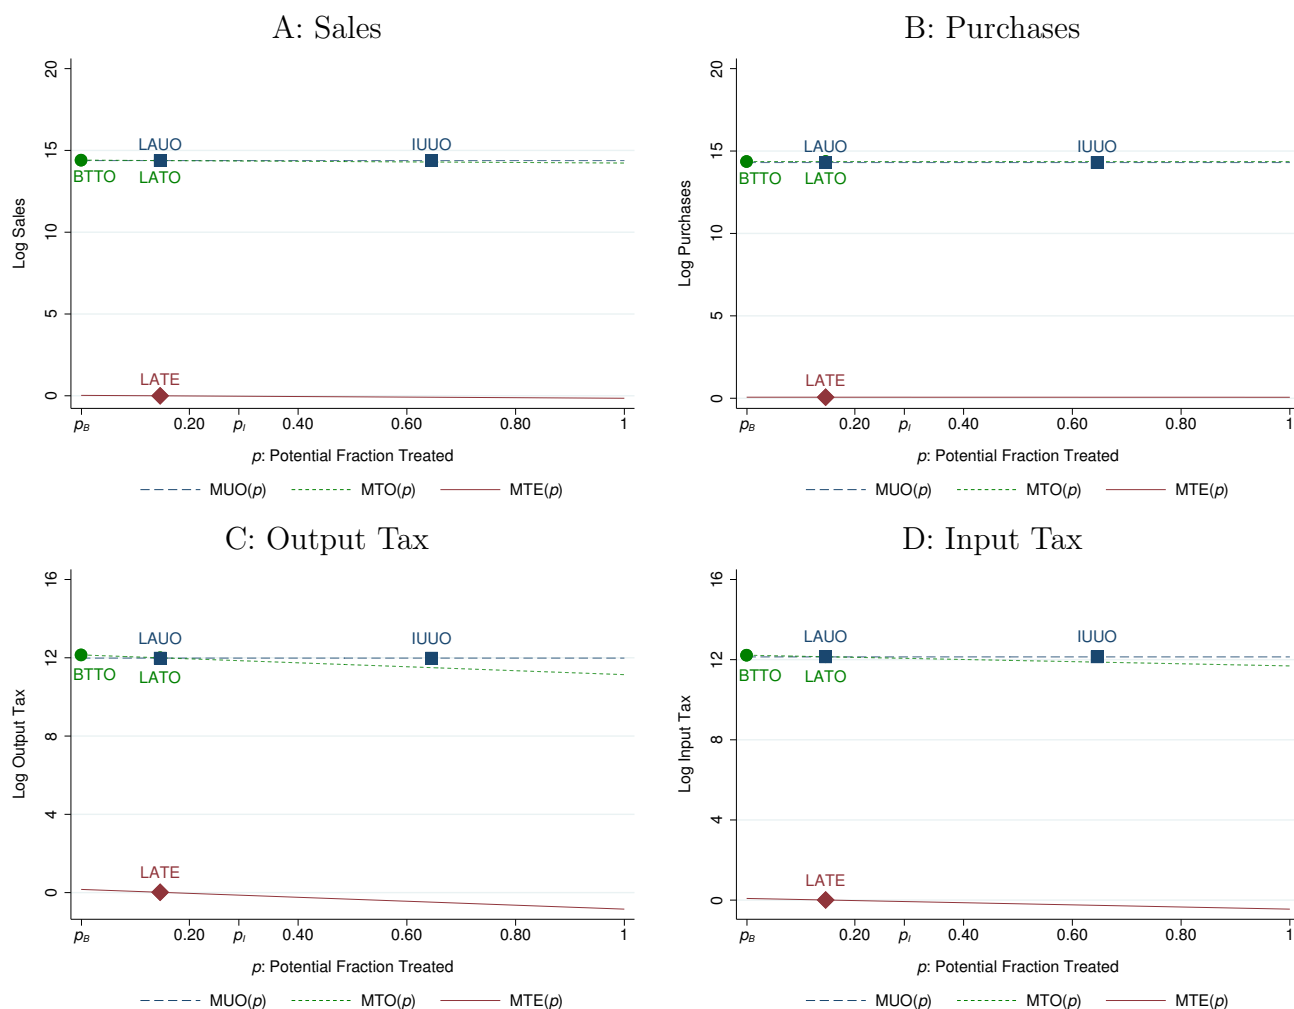 A: Sales
20
15
10
5
0
Log Sales
LAUO
IUUO
BTTO
LATO
LATE
pB
0.20
pI
0.40
0.60
0.80
1
p: Potential Fraction Treated
MUO(p)
MTO(p)
MTE(p)
B: Purchases
20
15
10
5
0
Log Purchases
LAUO
IUUO
BTTO
LATO
LATE
pB
0.20
pI
0.40
0.60
0.80
1
p: Potential Fraction Treated
MUO(p)
MTO(p)
MTE(p)
C: Output Tax
16
12
8
4
0
Log Output Tax
LAUO
IUUO
BTTO
LATO
LATE
pB
0.20
pI
0.40
0.60
0.80
1
p: Potential Fraction Treated
MUO(p)
MTO(p)
MTE(p)
D: Input Tax
16
12
8
4
0
Log Input Tax
LAUO
IUUO
BTTO
LATO
LATE
pB
0.20
pI
0.40
0.60
0.80
1
p: Potential Fraction Treated
MUO(p)
MTO(p)
MTE(p)